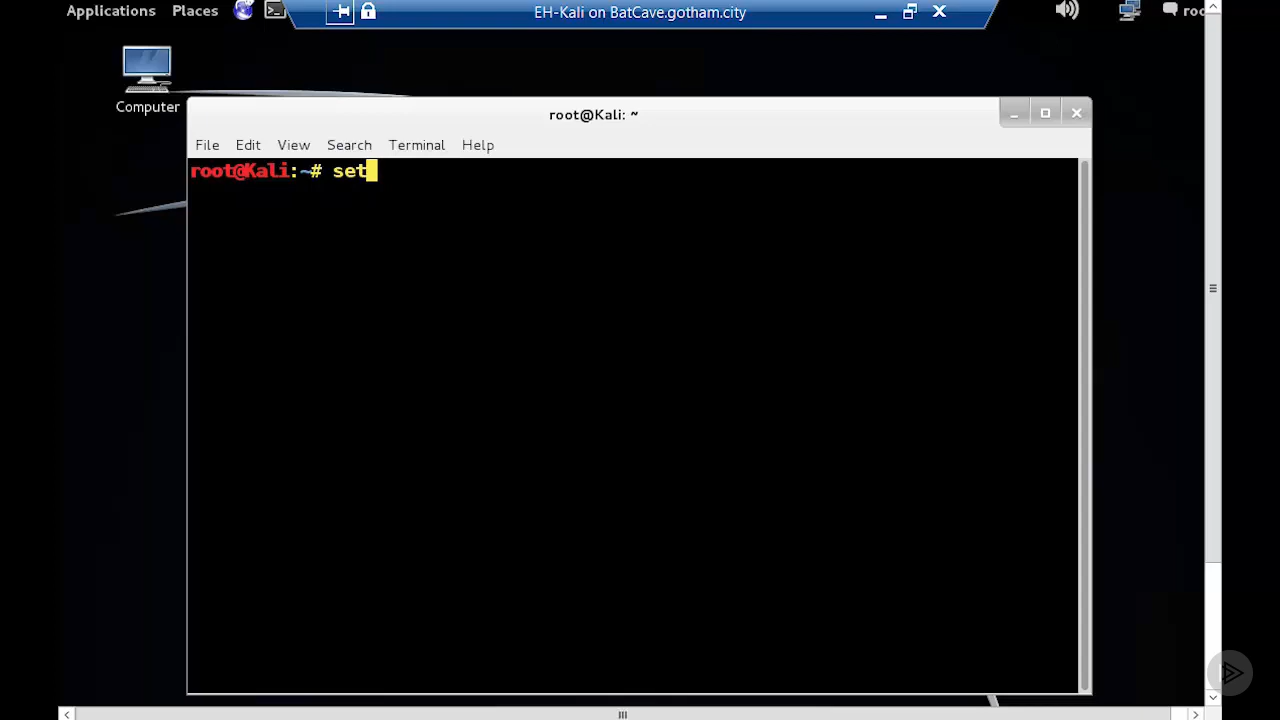 Applications Places
EH-Kali on BatCave.gotham.city
roo
Computer
root@Kali: ~
File Edit View Search Terminal Help
root@Kali:~# set